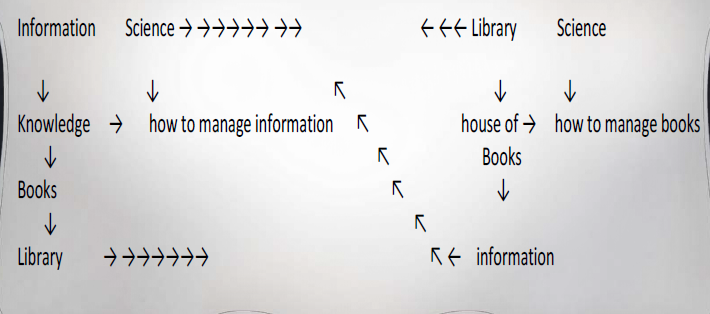 Information Science → → → → → → → → → ← ← ← Library Science
↓ ↓ ↖ ↓ ↓
Knowledge → how to manage information ↖ house of → how to manage books
↓ ↖ Books
Books ↖ ↓
↓ ↖
Library → → → → → → → ↖ ← information